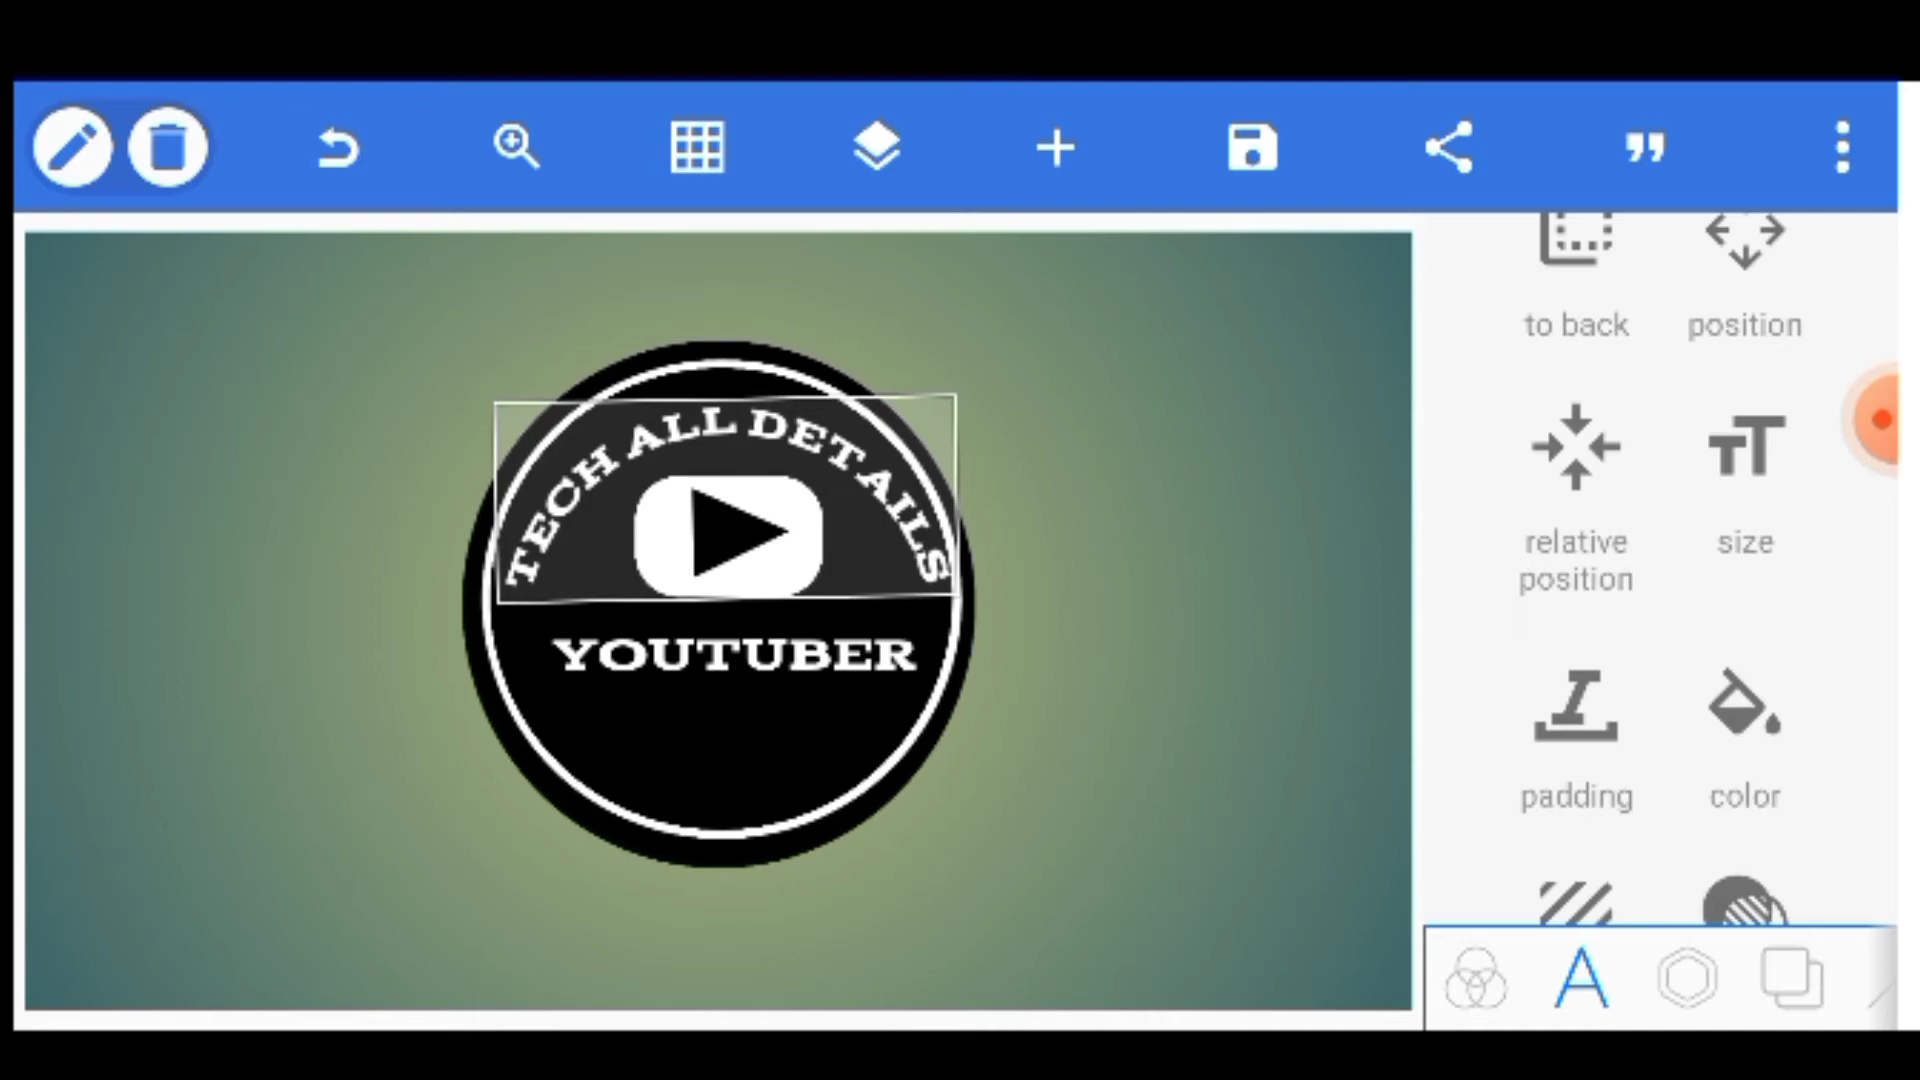 to back
position
TECH ALL DETAILS
relative
position
size
YOUTUBER
padding
color